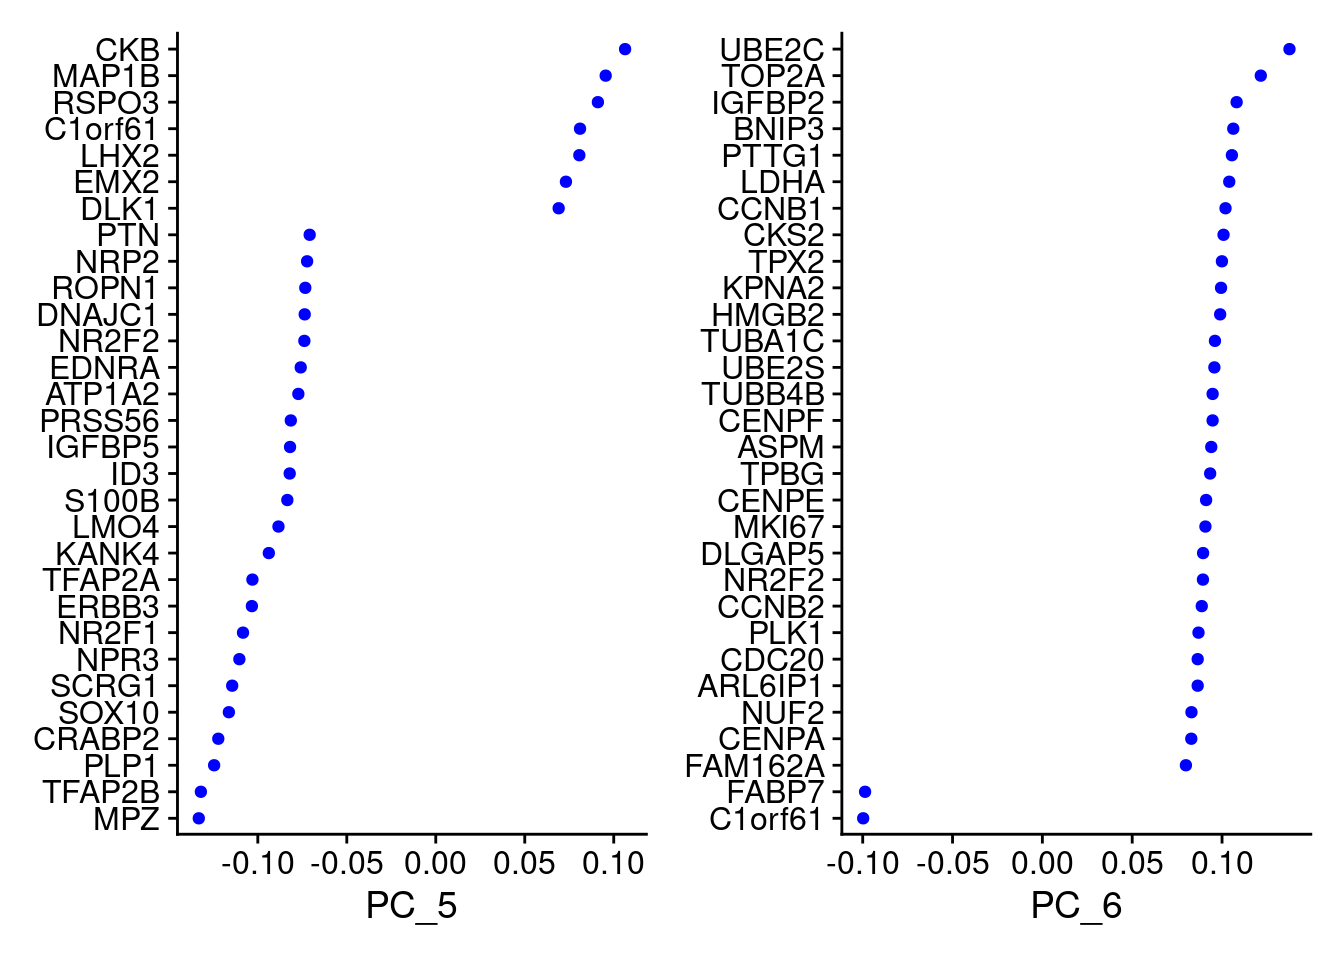 CKB
MAP1B
RSPO3
C1orf61
LHX2
EMX2
DLK1
PTN
NRP2
ROPN1
DNAJC1
NR2F2
EDNRA
ATP1A2
PRSS56
IGFBP5
ID3
S100B
LMO4
KANK4
TFAP2A
ERBB3
NR2F1
NPR3
SCRG1
SOX10
CRABP2
PLP1
TFAP2B
MPZ
-0.10 -0.05 0.00 0.05 0.10
PC_5
UBE2C
TOP2A
IGFBP2
BNIP3
PTTG1
LDHA
CCNB1
CKS2
TPX2
KPNA2
HMGB2
TUBA1C
UBE2S
TUBB4B
CENPF
ASPM
TPBG
CENPE
MKI67
DLGAP5
NR2F2
CCNB2
PLK1
CDC20
ARL6IP1
NUF2
CENPA
FAM162A
FABP7
C1orf61
-0.10 -0.05 0.00 0.05 0.10
PC_6